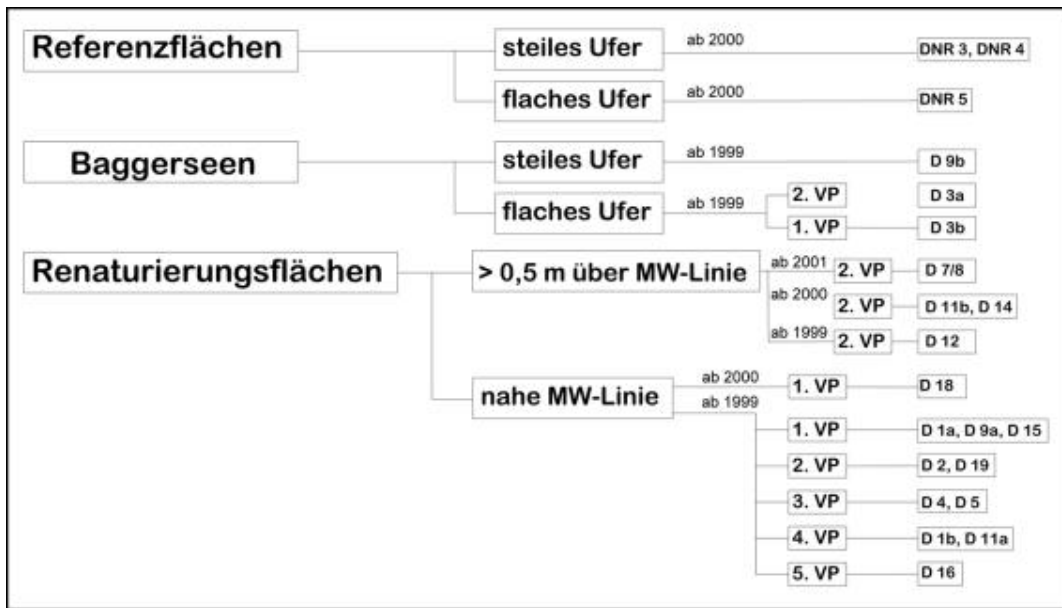 Referenzflächen
steiles Ufer ab 2000 DNR 3, DNR 4
flaches Ufer ab 2000 DNR 5
Baggerseen
steiles Ufer ab 1999 D 9b
flaches Ufer ab 1999 2. VP D 3a
1. VP D 3b
Renaturierungsflächen
> 0,5 m über MW-Linie ab 2001 2. VP D 7/8
ab 2000 2. VP D 11b, D 14
ab 1999 2. VP D 12
nahe MW-Linie ab 2000 1. VP D 18
ab 1999
1. VP D 1a, D 9a, D 15
2. VP D 2, D 19
3. VP D 4, D 5
4. VP D 1b, D 11a
5. VP D 16